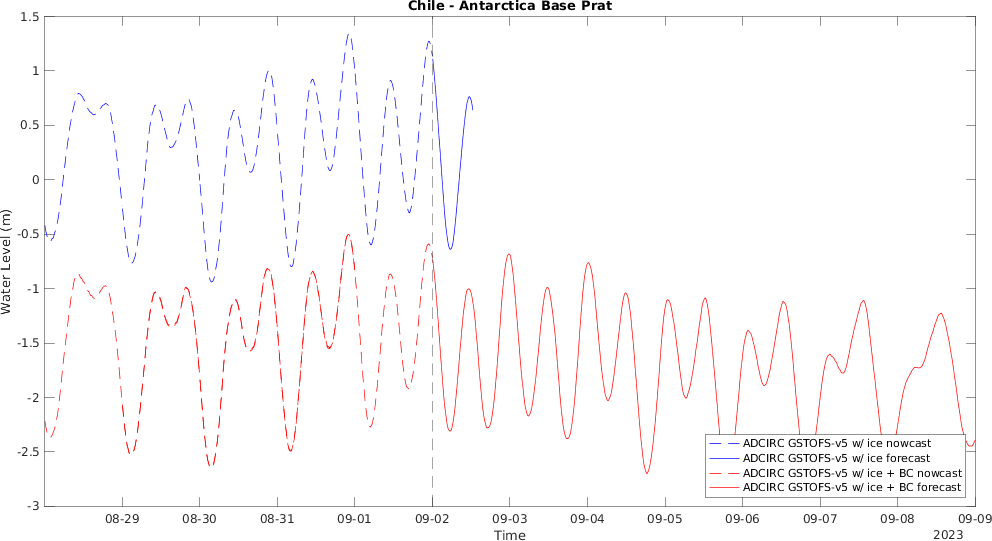 Chile - Antarctica Base Prat
1.5
1
0.5
0
-0.5
-1
-1.5
-2
-2.5
-3
Water Level (m)
ADCIRC GSTOFS-v5 w/ ice nowcast
ADCIRC GSTOFS-v5 w/ ice forecast
ADCIRC GSTOFS-v5 w/ ice + BC nowcast
ADCIRC GSTOFS-v5 w/ ice + BC forecast
08-29 08-30 08-31 09-01 09-02 09-03 09-04 09-05 09-06 09-07 09-08 09-09
Time
2023